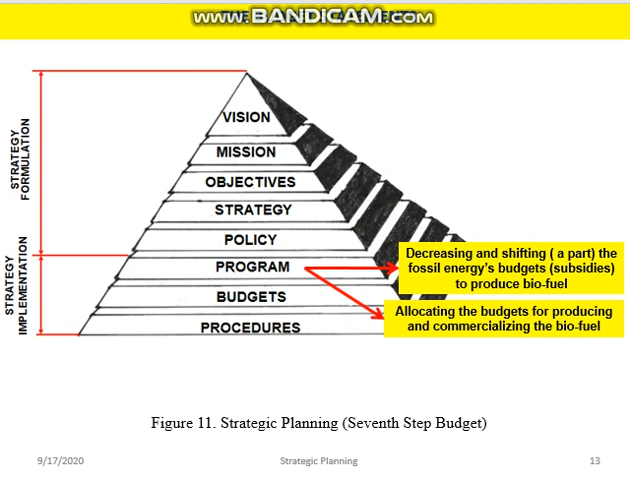 www.BANDICAM.com
STRATEGY
FORMULATION
STRATEGY
IMPLEMENTATION
VISION
MISSION
OBJECTIVES
STRATEGY
POLICY
PROGRAM
BUDGETS
PROCEDURES
Decreasing and shifting ( a part) the
fossil energy's budgets (subsidies)
to produce bio-fuel
Allocating the budgets for producing
and commercializing the bio-fuel
Figure 11. Strategic Planning (Seventh Step Budget)
9/17/2020
Strategic Planning
13